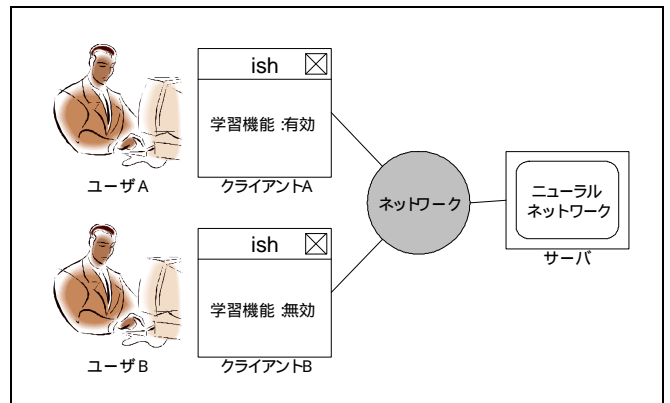 ish
学習機能:有効
ユーザA
クライアントA
ネットワーク
ニューラル
ネットワーク
サーバ
ish
学習機能:無効
ユーザB
クライアントB